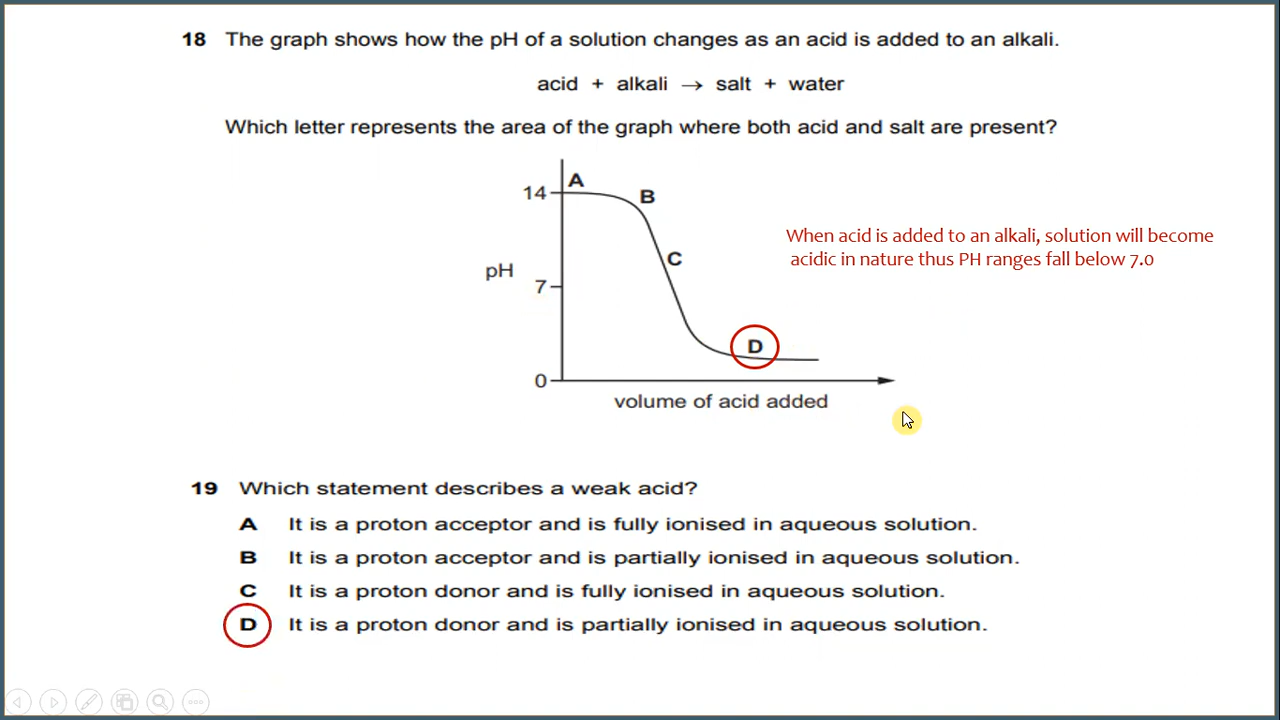 18 The graph shows how the pH of a solution changes as an acid is added to an alkali.
acid + alkali → salt + water
Which letter represents the area of the graph where both acid and salt are present?
A
14
B
C
pH
7
D
0
volume of acid added
When acid is added to an alkali, solution will become
acidic in nature thus PH ranges fall below 7.0
19 Which statement describes a weak acid?
A It is a proton acceptor and is fully ionised in aqueous solution.
B It is a proton acceptor and is partially ionised in aqueous solution.
C It is a proton donor and is fully ionised in aqueous solution.
D It is a proton donor and is partially ionised in aqueous solution.